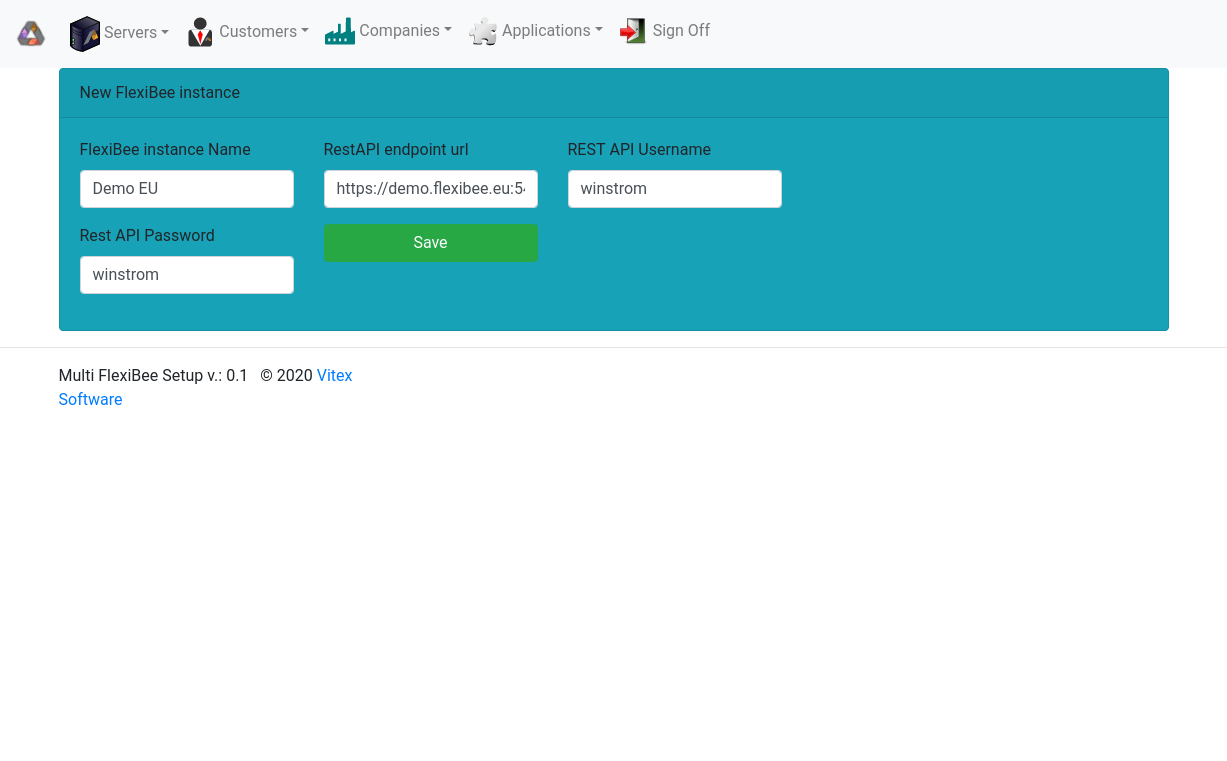 Servers Customers Companies Applications Sign Off
New FlexiBee instance
FlexiBee instance Name RestAPI endpoint url REST API Username
Demo EU https://demo.flexibee.eu:54 winstrom
Rest API Password Save
winstrom
Multi FlexiBee Setup v.: 0.1 © 2020 Vitex
Software